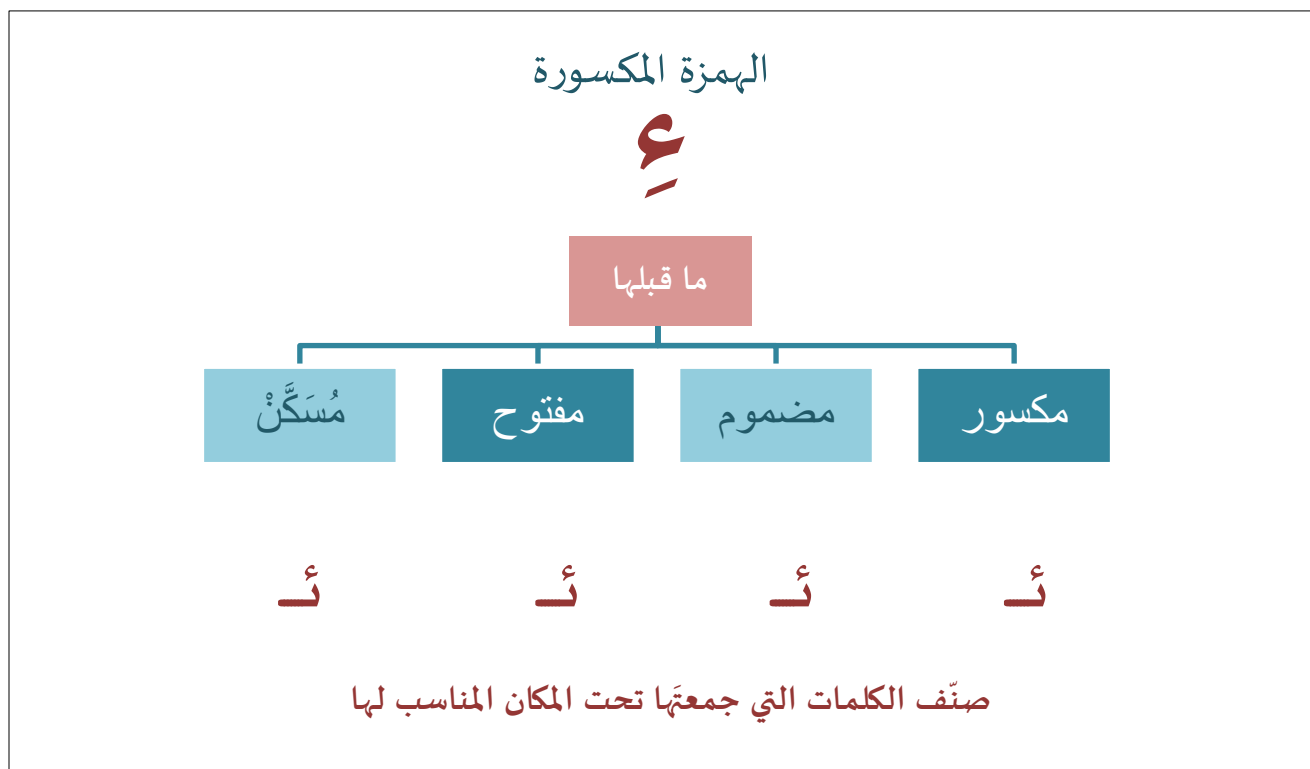 الهمزة المكسورة
ءِ
ما قبلها
مكسور مضموم مفتوح مُسَكَّنْ
ئـ ئـ ئـ ئـ
صنّف الكلمات التي جمعتَها تحت المكان المناسب لها